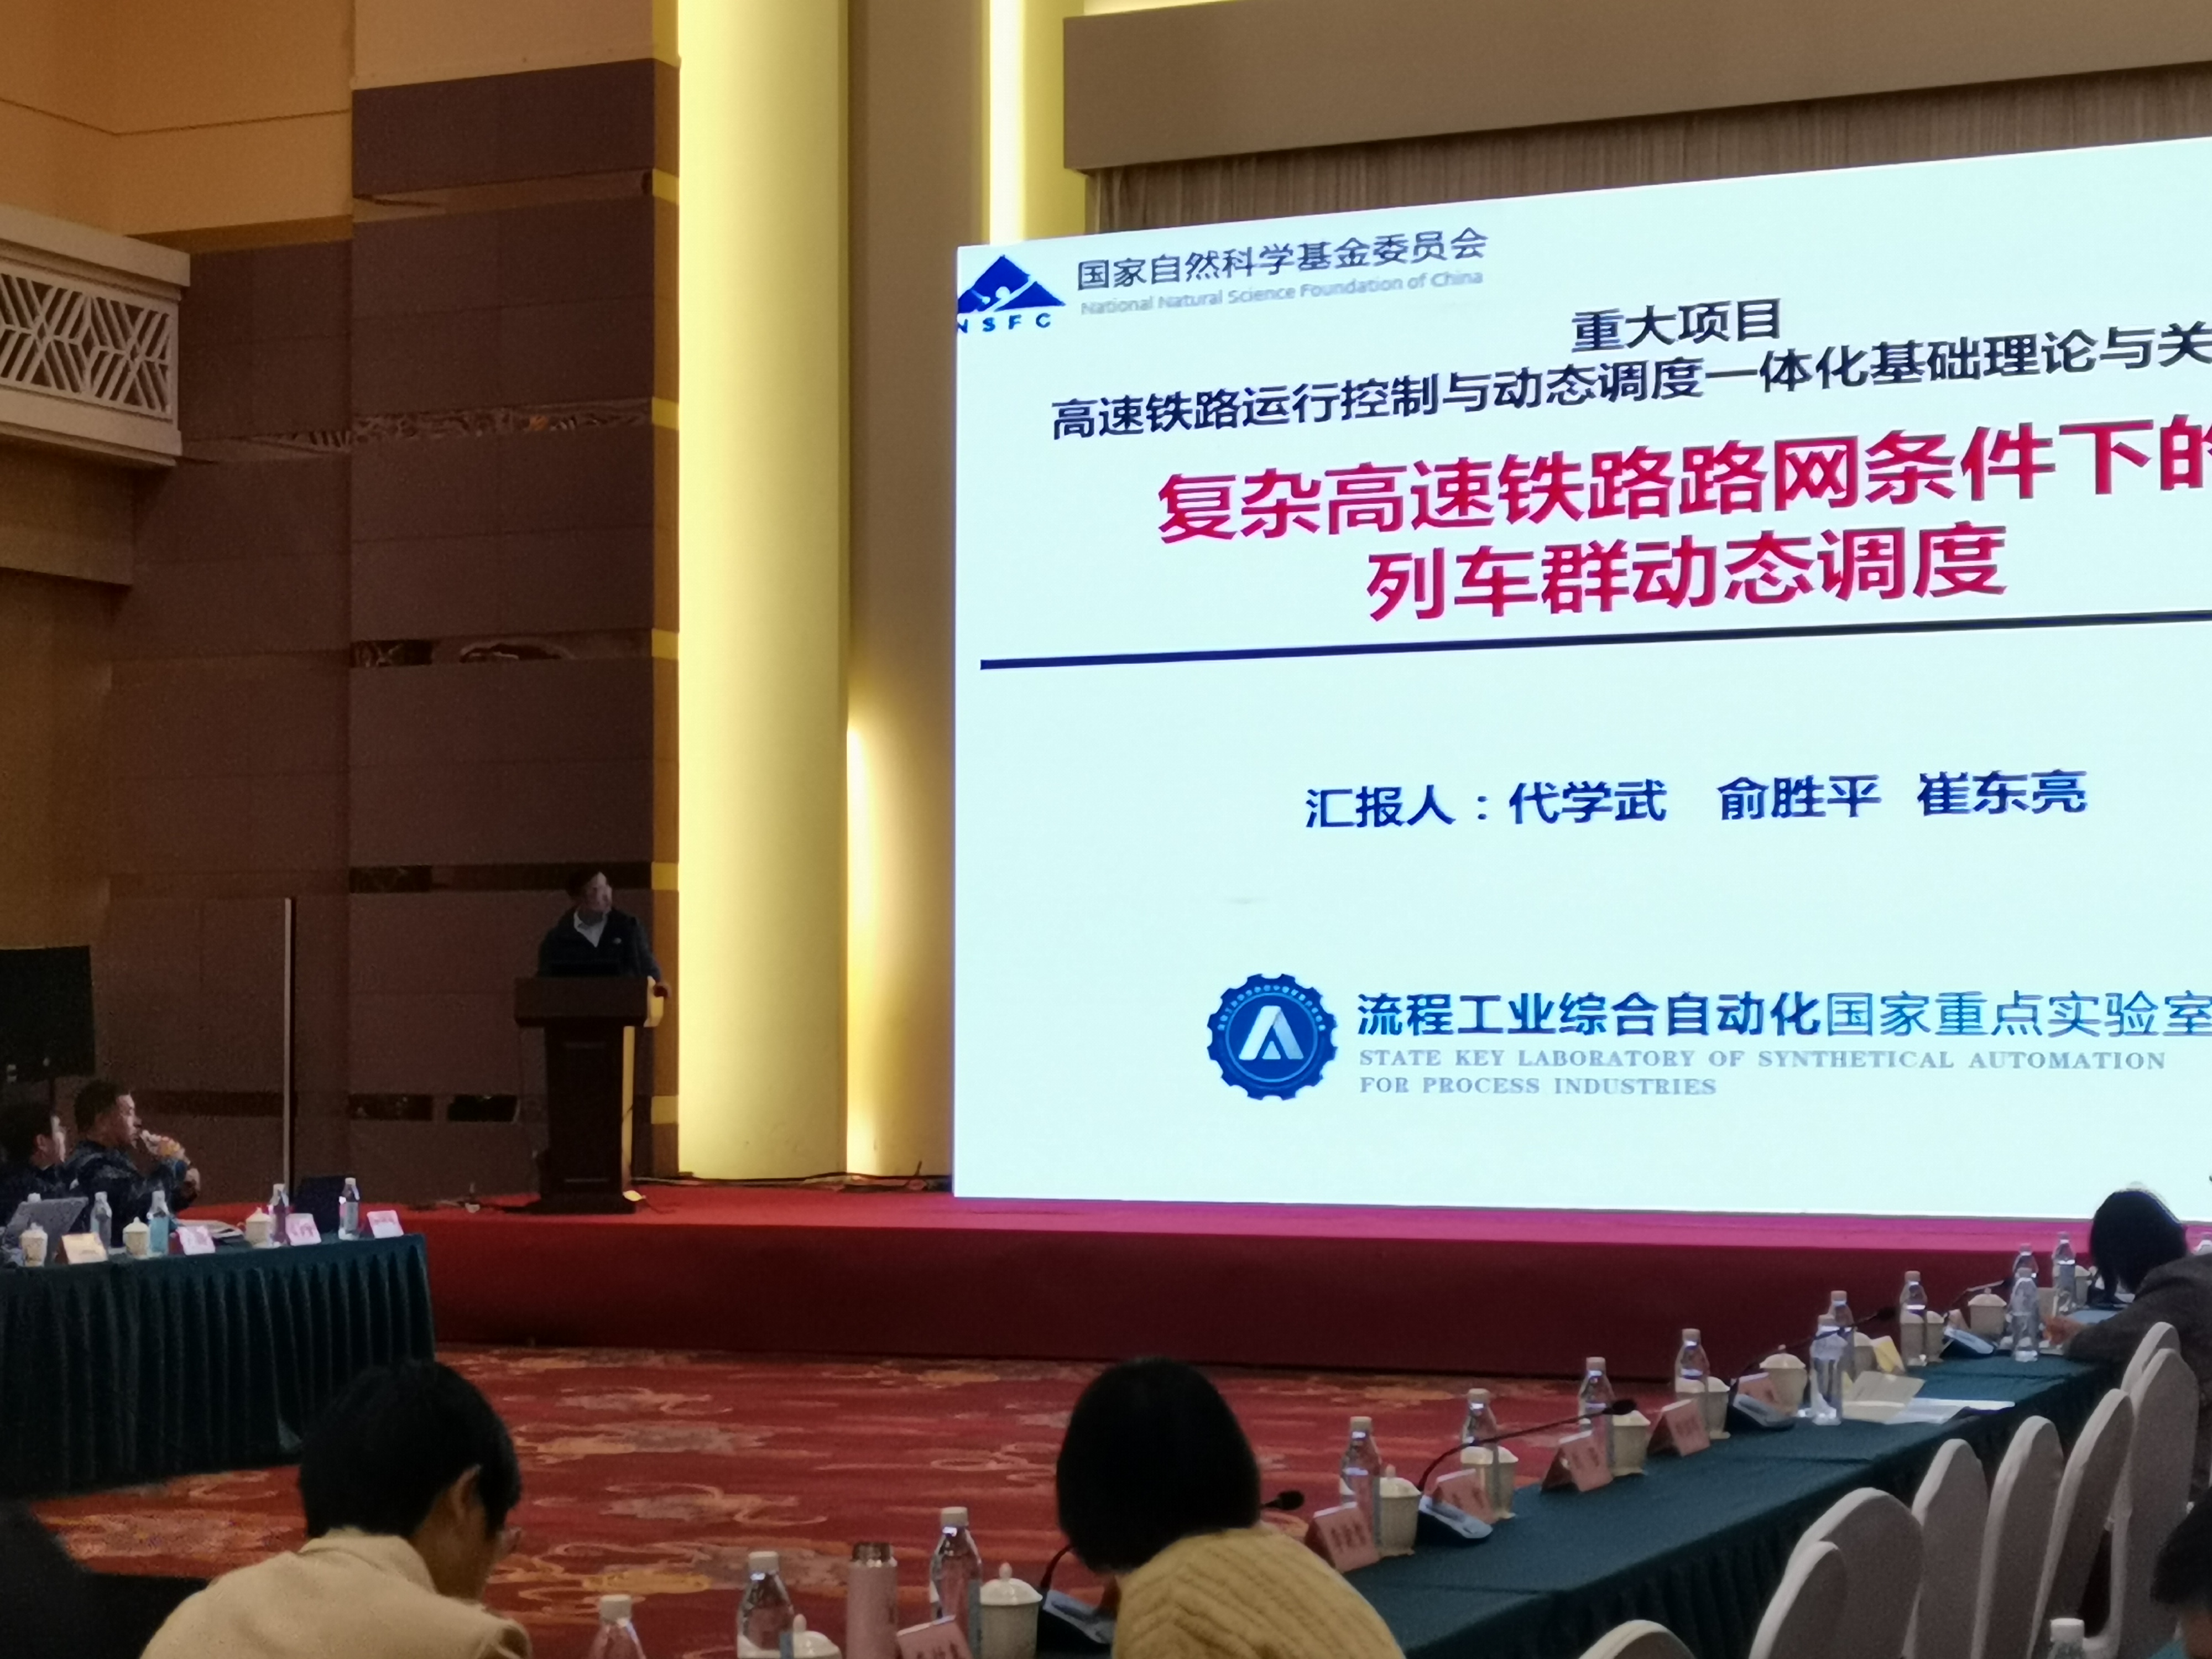 国家自然科学基金委员会
National Natural Science Foundation of China
NSFC
重大项目
高速铁路运行控制与动态调度一体化基础理论与关
复杂高速铁路路网条件下的
列车群动态调度
汇报人：代学武 俞胜平 崔东亮
流程工业综合自动化国家重点实验室
STATE KEY LABORATORY OF SYNTHETICAL AUTOMATION
FOR PROCESS INDUSTRIES